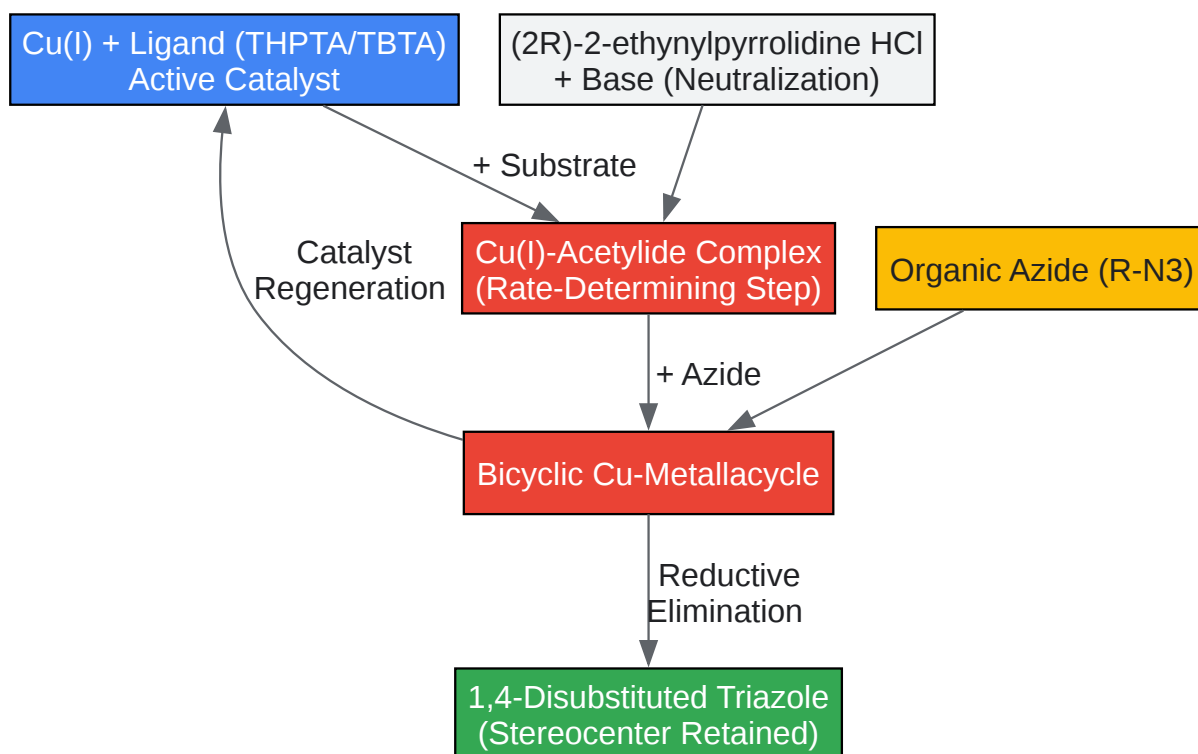 Cu(I) + Ligand (THPTA/TBTA)
Active Catalyst
(2R)-2-ethynylpyrrolidine HCl
+ Base (Neutralization)
+ Substrate
Catalyst
Regeneration
Cu(I)-Acetylide Complex
(Rate-Determining Step)
Organic Azide (R-N3)
+ Azide
Bicyclic Cu-Metallacycle
Reductive
Elimination
1,4-Disubstituted Triazole
(Stereocenter Retained)